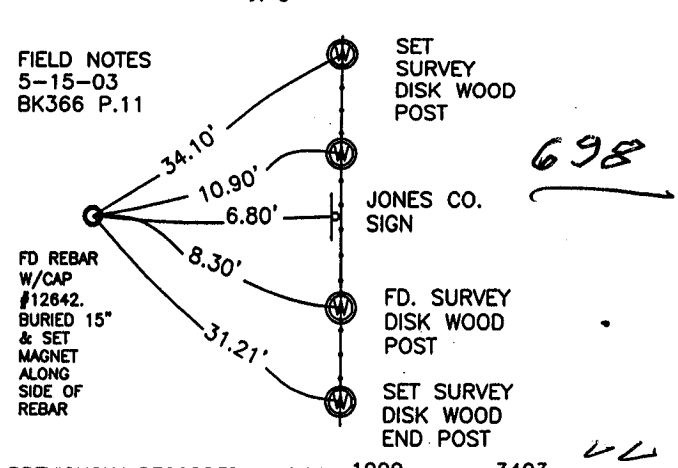 FIELD NOTES
5-15-03
BK366 P.11
SET
SURVEY
DISK WOOD
POST
W
34.10'
W
10.90'
698
6.80'
JONES CO.
SIGN
8.30'
FD REBAR
W/CAP
#12642.
BURIED 15"
& SET
MAGNET
ALONG
SIDE OF
REBAR
31.21'
W
FD. SURVEY
DISK WOOD
POST
W
SET SURVEY
DISK WOOD
END POST